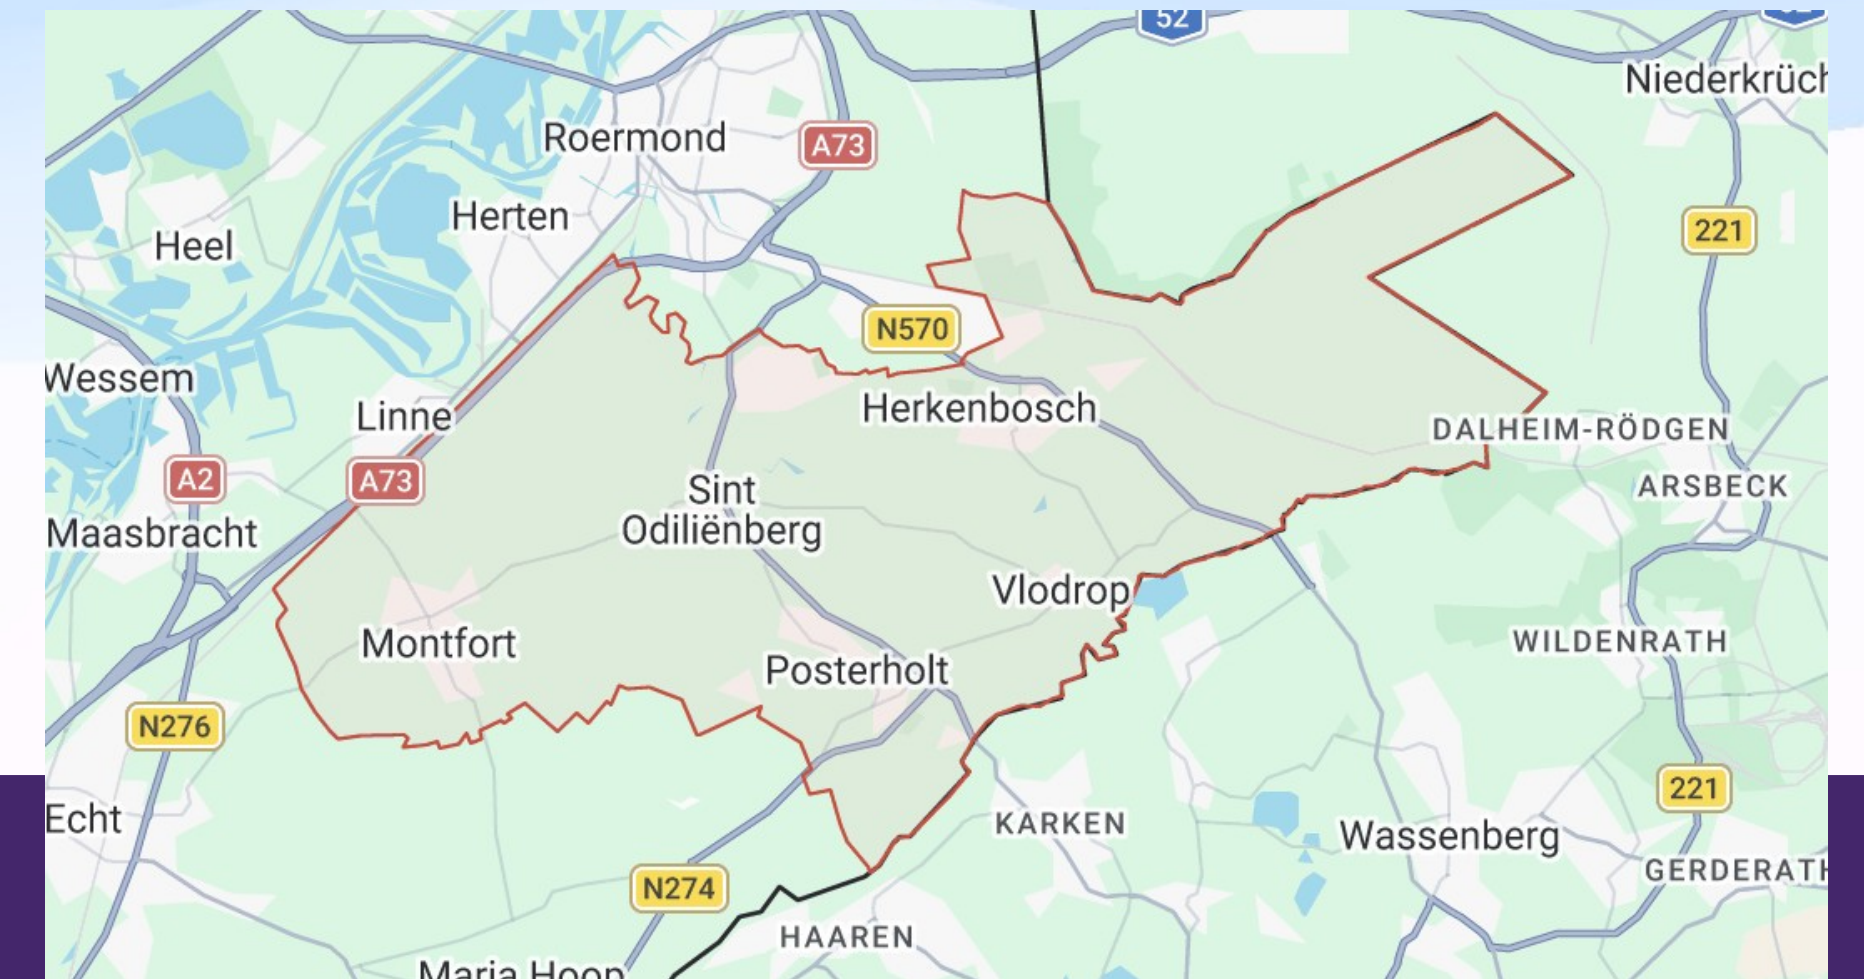 52
Niederkrüch
Roermond
A73
Herten
Heel
221
N570
Wessem
Linne
Herkenbosch
DALHEIM-RÖDGEN
A2
A73
Sint
Odiliënberg
ARSBECK
Maasbracht
Vlodrop
Montfort
WILDENRATH
Posterholt
N276
221
Echt
KARKEN
Wassenberg
GERDERATH
N274
HAAREN
Maria Hoop